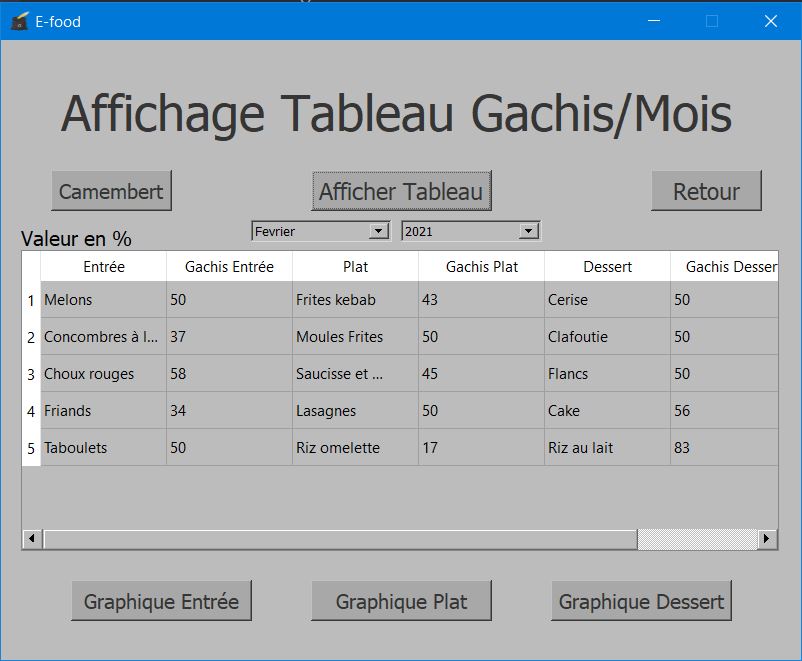 E-food
Affichage Tableau Gachis/Mois
Camembert Afficher Tableau Retour
Valeur en % Fevrier 2021
Entrée Gachis Entrée Plat Gachis Plat Dessert Gachis Desser
1 Melons 50 Frites kebab 43 Cerise 50
2 Concombres à l... 37 Moules Frites 50 Clafoutie 50
3 Choux rouges 58 Saucisse et ... 45 Flancs 50
4 Friands 34 Lasagnes 50 Cake 56
5 Taboulets 50 Riz omelette 17 Riz au lait 83
Graphique Entrée Graphique Plat Graphique Dessert